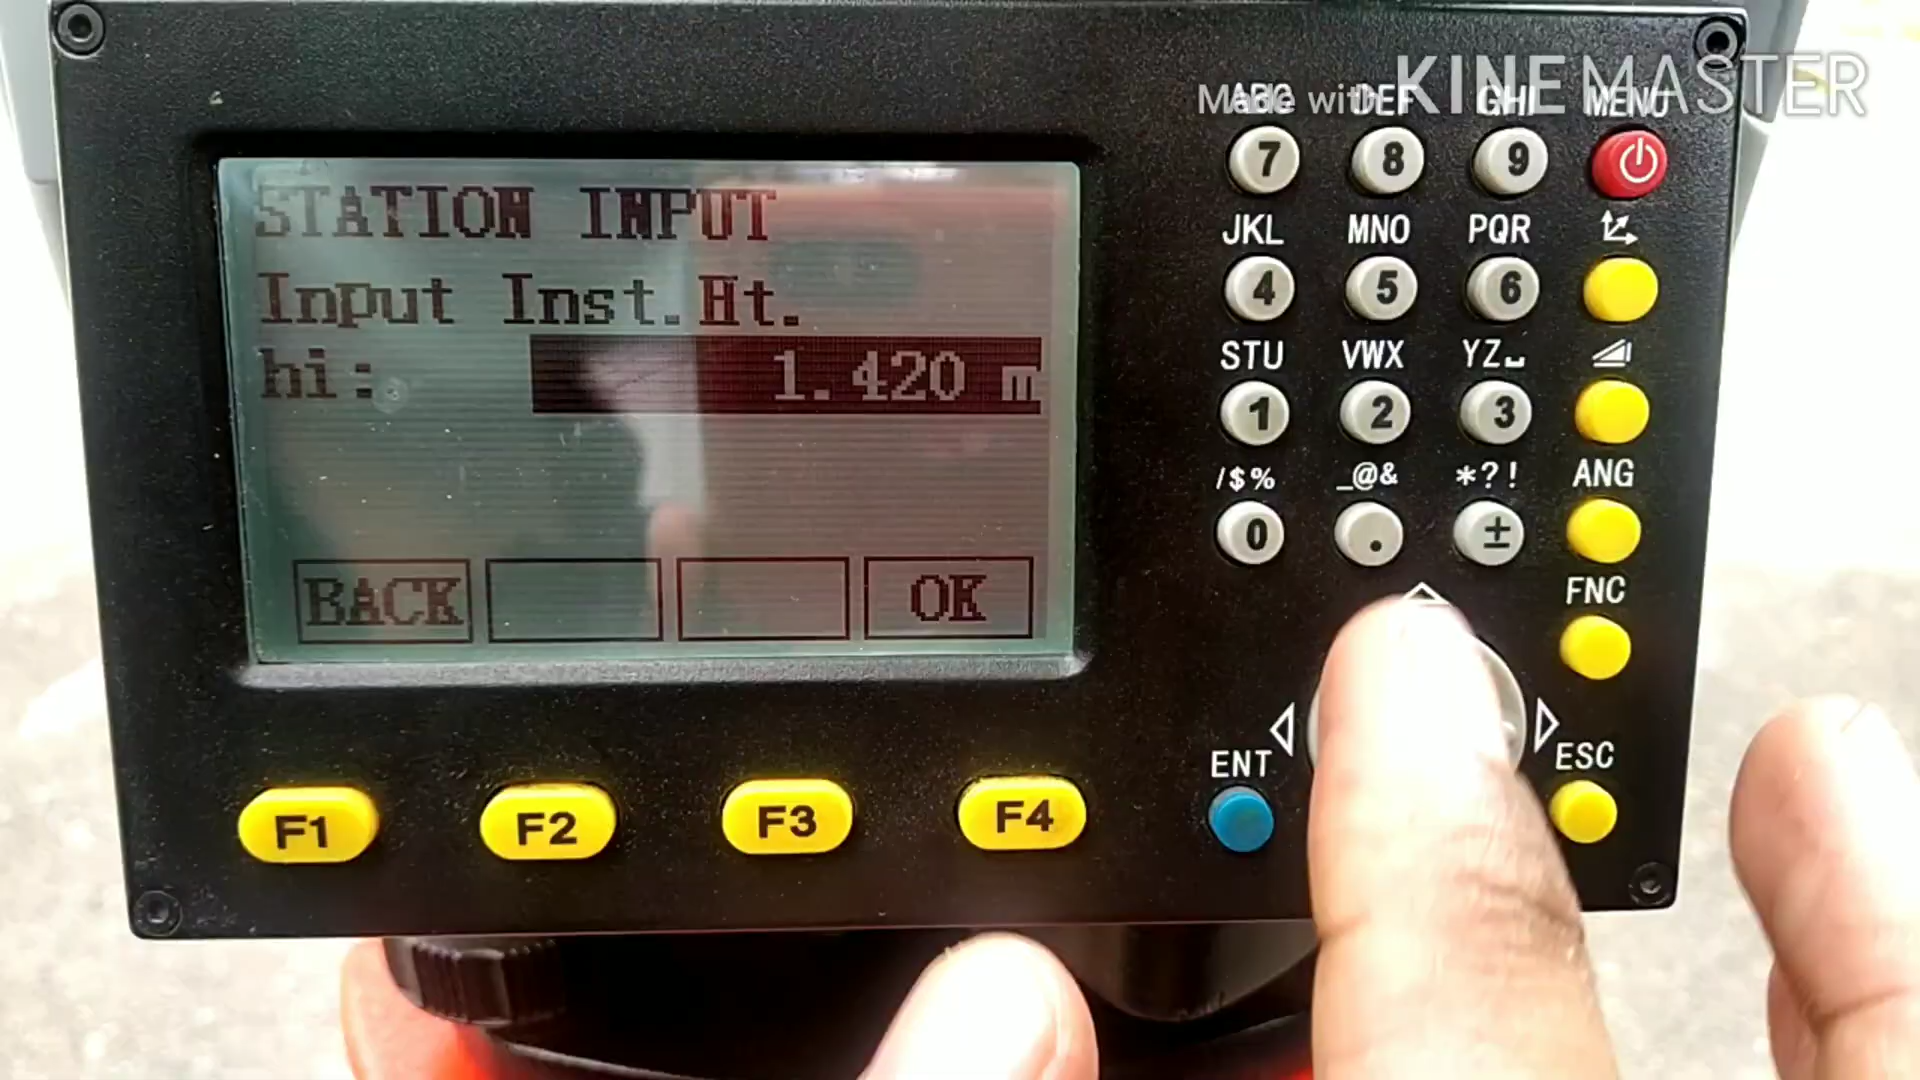 Made with KINEMASTER
ABC DEF GHI MENU
7 8 9
JKL MNO PQR
4 5 6
STU VWX YZ⎵
1 2 3
/$% _@& *?! ANG
0 . ±
FNC
ENT ESC
STATION INPUT
Input Inst.Ht.
hi: 1.420 m
BACK OK
F1 F2 F3 F4